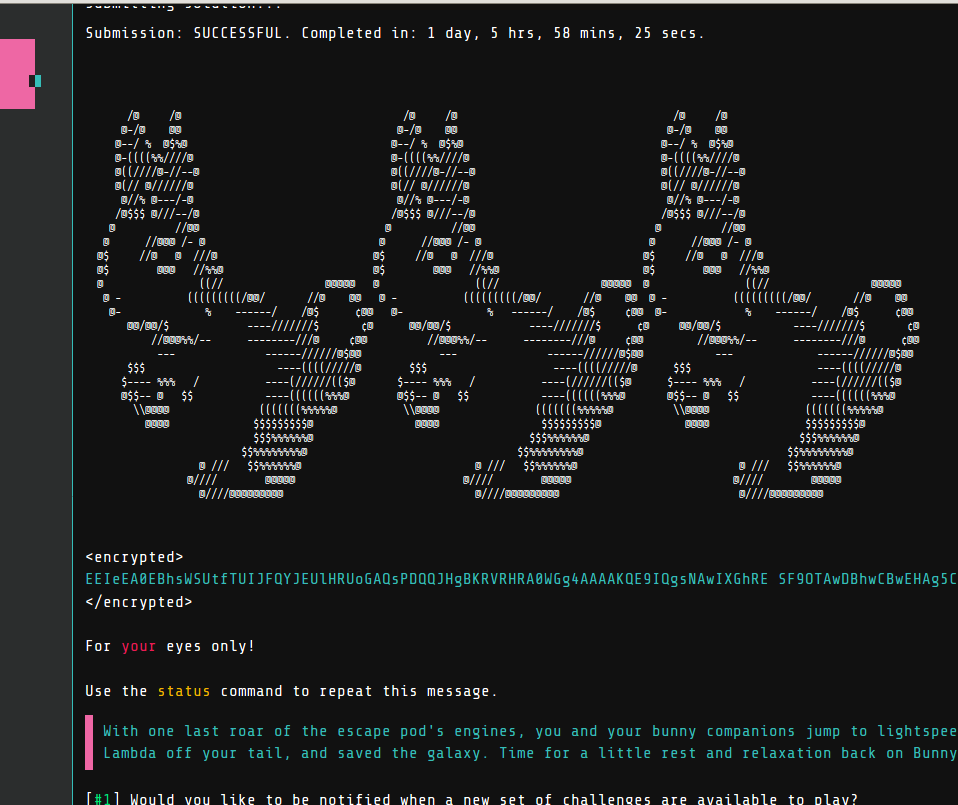 Submitting solution...
Submission: SUCCESSFUL. Completed in: 1 day, 5 hrs, 58 mins, 25 secs.
<encrypted>
</encrypted>
For your eyes only!
Use the status command to repeat this message.
With one last roar of the escape pod's engines, you and your bunny companions jump to lightspee
Lambda off your tail, and saved the galaxy. Time for a little rest and relaxation back on Bunny
[#1] Would you like to be notified when a new set of challenges are available to play?